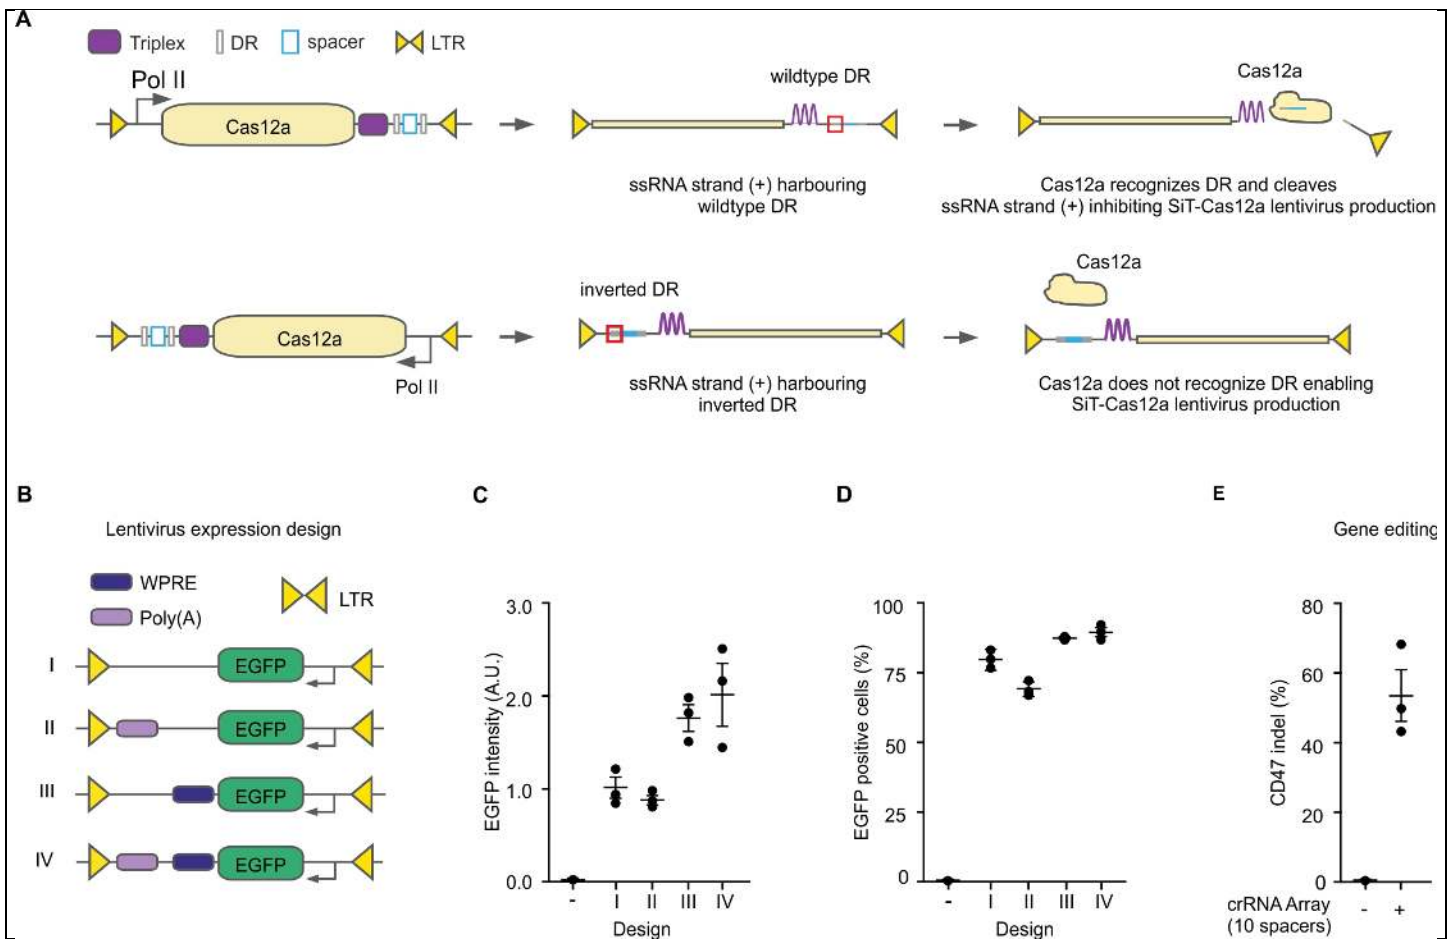 A
Triplex DR spacer LTR
Pol II
Cas12a
wildtype DR
ssRNA strand (+) harbouring
wildtype DR
Cas12a
Cas12a recognizes DR and cleaves
ssRNA strand (+) inhibiting SiT-Cas12a lentivirus production
Cas12a
Pol II
inverted DR
ssRNA strand (+) harbouring
inverted DR
Cas12a
Cas12a does not recognize DR enabling
SiT-Cas12a lentivirus production
B
Lentivirus expression design
WPRE
Poly(A)
LTR
I EGFP
II EGFP
III EGFP
IV EGFP
C
EGFP intensity (A.U.)
3.0
2.0
1.0
0.0
- I II III IV
Design
D
EGFP positive cells (%)
100
75
50
25
0
- I II III IV
Design
E
Gene editing
CD47 indel (%)
80
60
40
20
0
crRNA Array - +
(10 spacers)